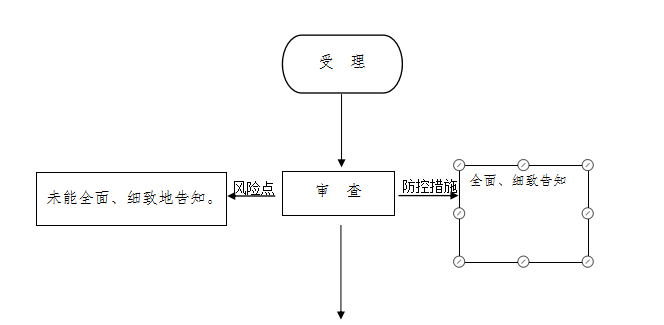 受 理
未能全面、细致地告知。
风险点
审 查
防控措施
全面、细致告知